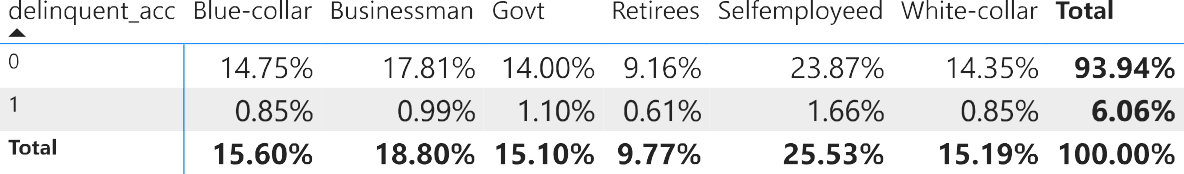 delinquent_acc Blue-collar Businessman Govt Retirees Selfemployeed White-collar Total
0 14.75% 17.81% 14.00% 9.16% 23.87% 14.35% 93.94%
1 0.85% 0.99% 1.10% 0.61% 1.66% 0.85% 6.06%
Total 15.60% 18.80% 15.10% 9.77% 25.53% 15.19% 100.00%